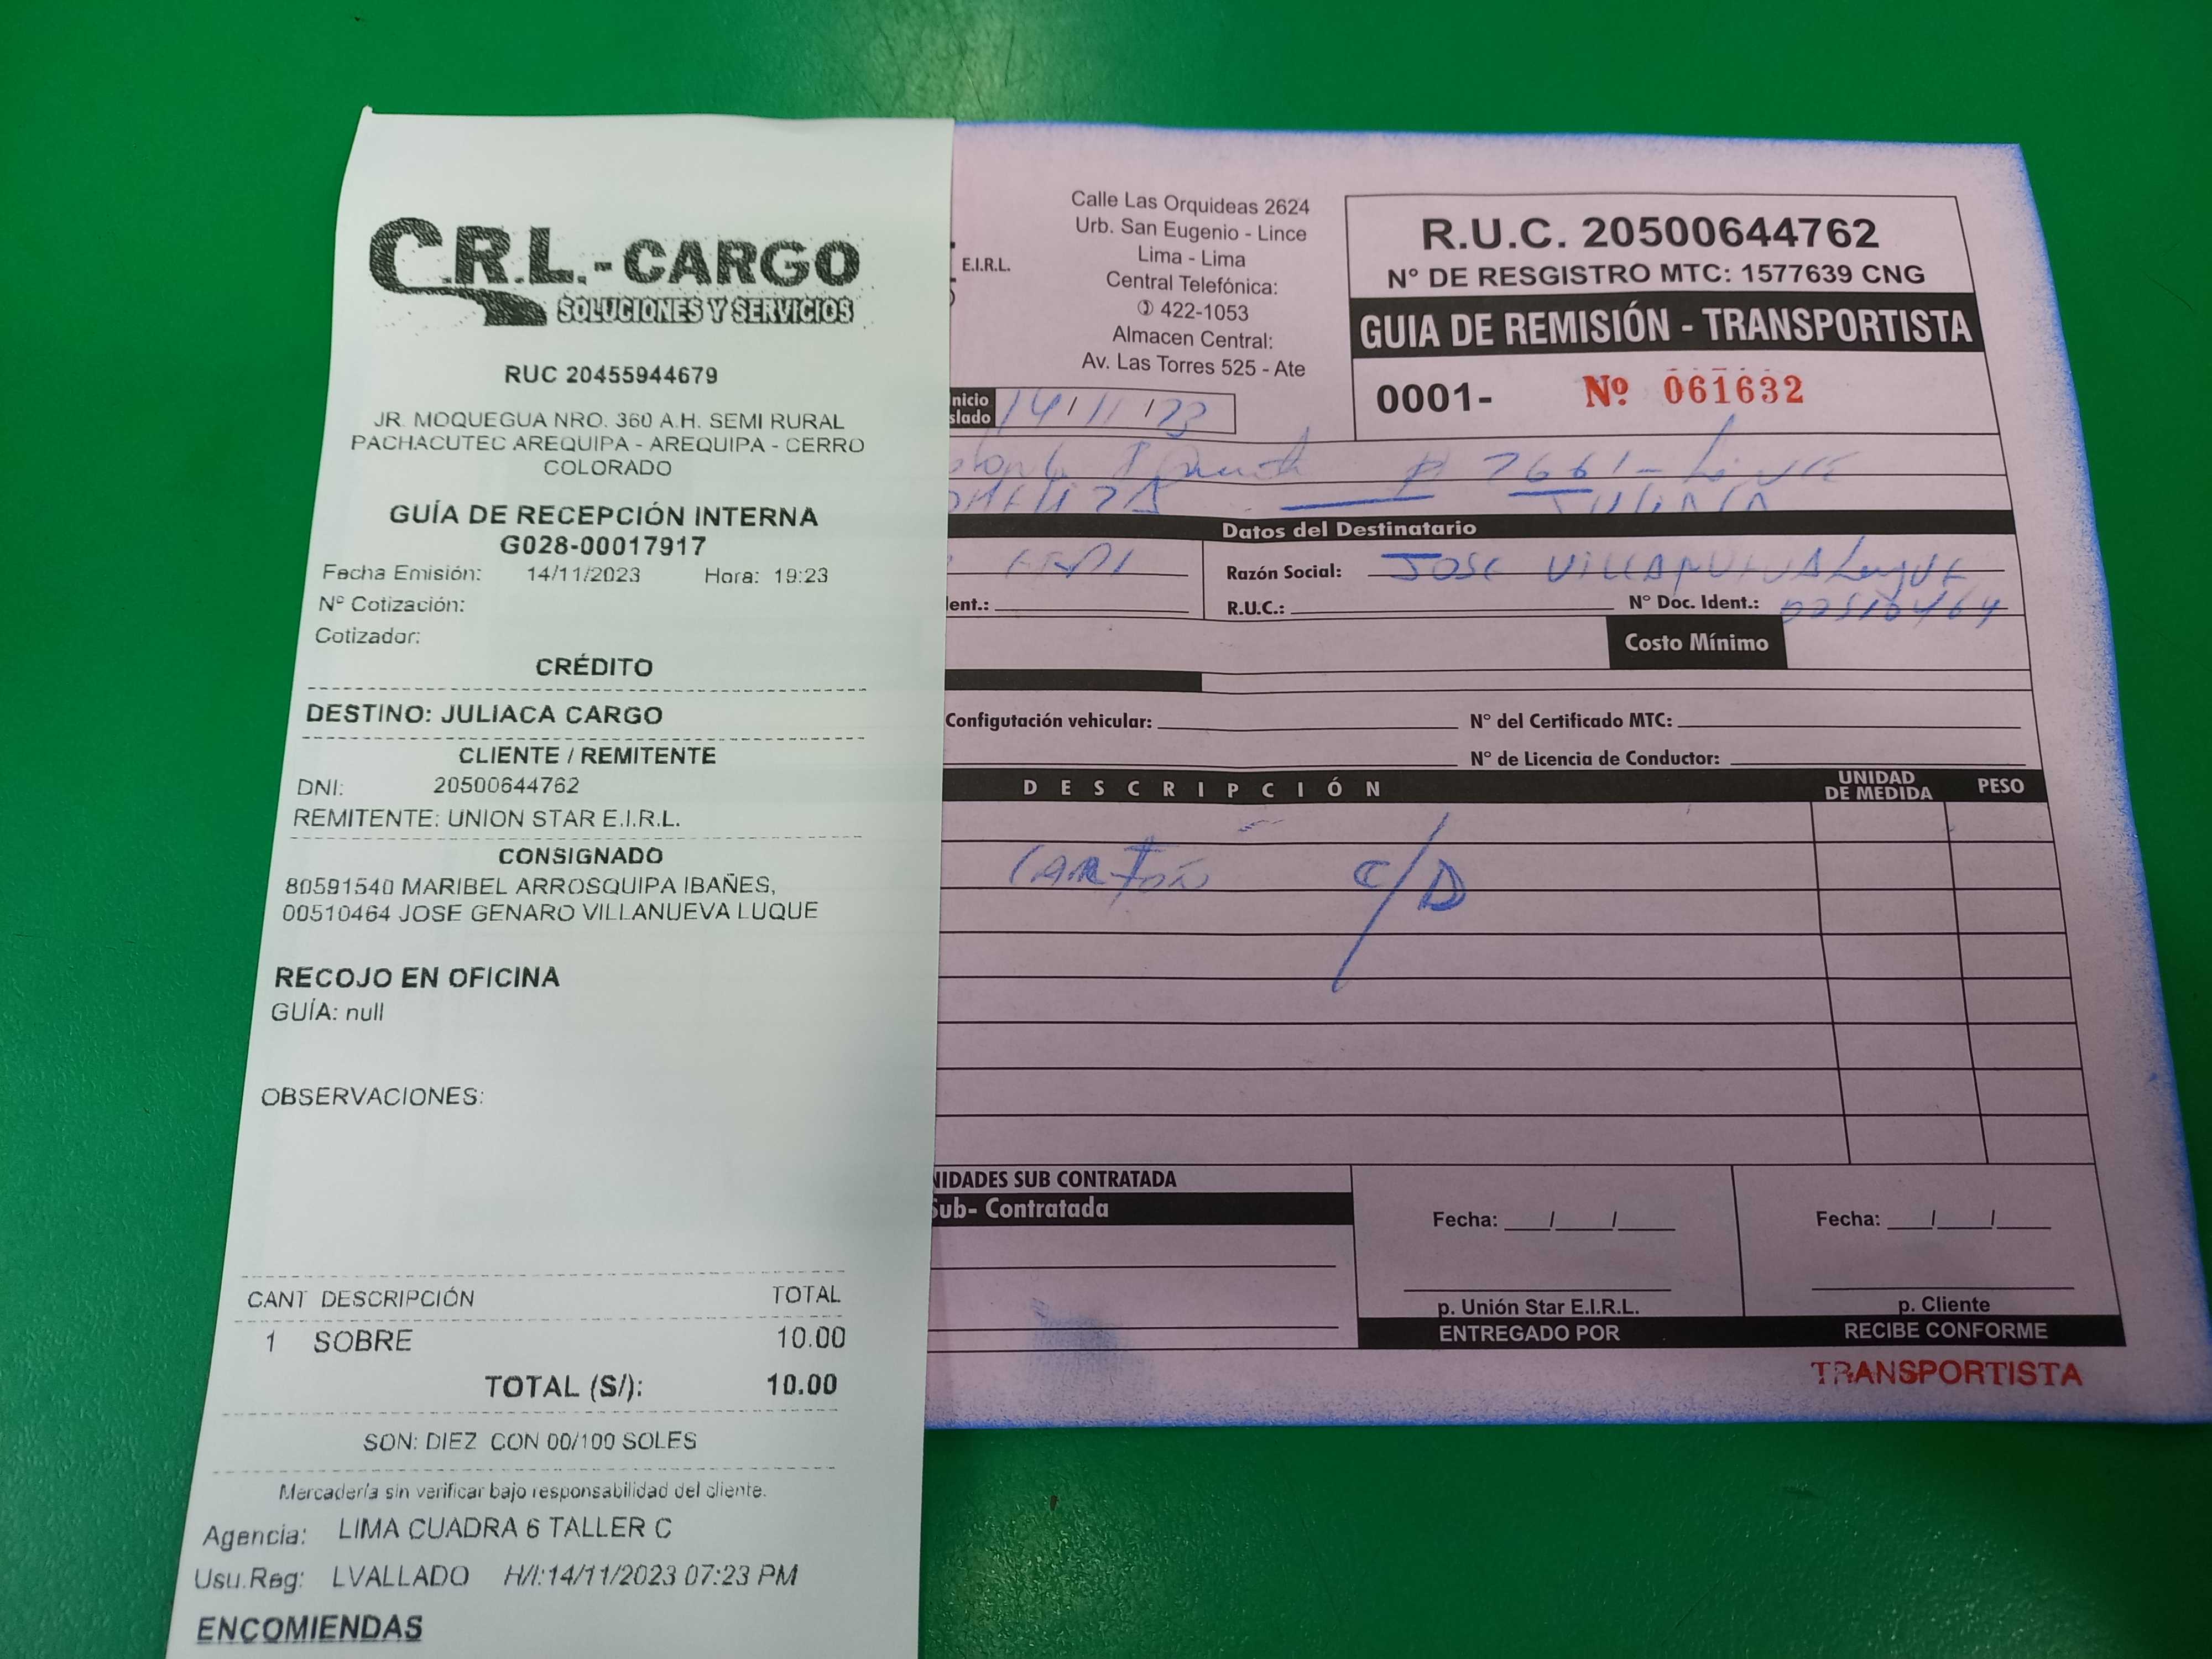 C.R.L.-CARGO
SOLUCIONES Y SERVICIOS
RUC 20455944679
JR. MOQUEGUA NRO. 360 A.H. SEMI RURAL
PACHACUTEC AREQUIPA - AREQUIPA - CERRO
COLORADO
GUÍA DE RECEPCIÓN INTERNA
G028-00017917
Fecha Emisión: 14/11/2023 Hora: 19:23
Nº Cotización:
Cotizador:
CRÉDITO
DESTINO: JULIACA CARGO
CLIENTE / REMITENTE
DNI: 20500644762
REMITENTE: UNION STAR E.I.R.L.
CONSIGNADO
80591540 MARIBEL ARROSQUIPA IBAÑES,
00510464 JOSE GENARO VILLANUEVA LUQUE
RECOJO EN OFICINA
GUÍA: null
OBSERVACIONES:
CANT DESCRIPCIÓN TOTAL
1 SOBRE 10.00
TOTAL (S/): 10.00
SON: DIEZ CON 00/100 SOLES
Mercadería sin verificar bajo responsabilidad del cliente.
Agencia: LIMA CUADRA 6 TALLER C
Usu.Reg: LVALLADO H/I:14/11/2023 07:23 PM
ENCOMIENDAS
E.I.R.L.
Calle Las Orquideas 2624
Urb. San Eugenio - Lince
Lima - Lima
Central Telefónica:
✆ 422-1053
Almacen Central:
Av. Las Torres 525 - Ate
R.U.C. 20500644762
N° DE RESGISTRO MTC: 1577639 CNG
GUIA DE REMISIÓN - TRANSPORTISTA
0001- Nº 061632
nicio
slado 14/11/23
2661- Lince
JULIACA
Datos del Destinatario
Razón Social: JOSE VILLANUEVA Luque
ent.: R.U.C.: N° Doc. Ident.: 00510464
Costo Mínimo
Configutación vehicular: N° del Certificado MTC:
N° de Licencia de Conductor:
DESCRIPCIÓN UNIDAD DE MEDIDA PESO
CARTON C/D
NIDADES SUB CONTRATADA
Sub- Contratada
Fecha: / / Fecha: / /
p. Unión Star E.I.R.L. p. Cliente
ENTREGADO POR RECIBE CONFORME
TRANSPORTISTA